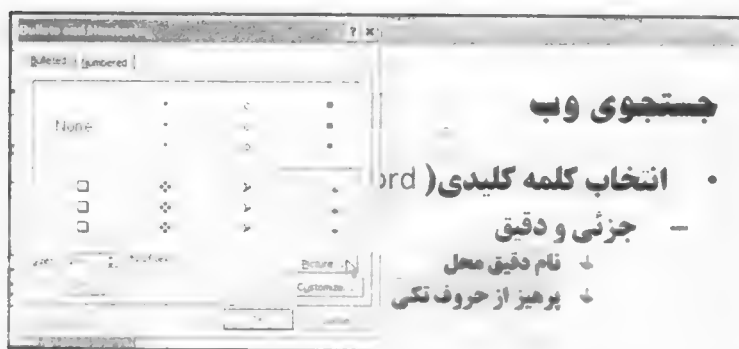 Bulleted
Numbered
None
Picture...
Customize...
جستجوی وب
• انتخاب کلمه کلیدی( ord
– جزئی و دقیق
نام دقیق محل
پرهیز از حروف تکی